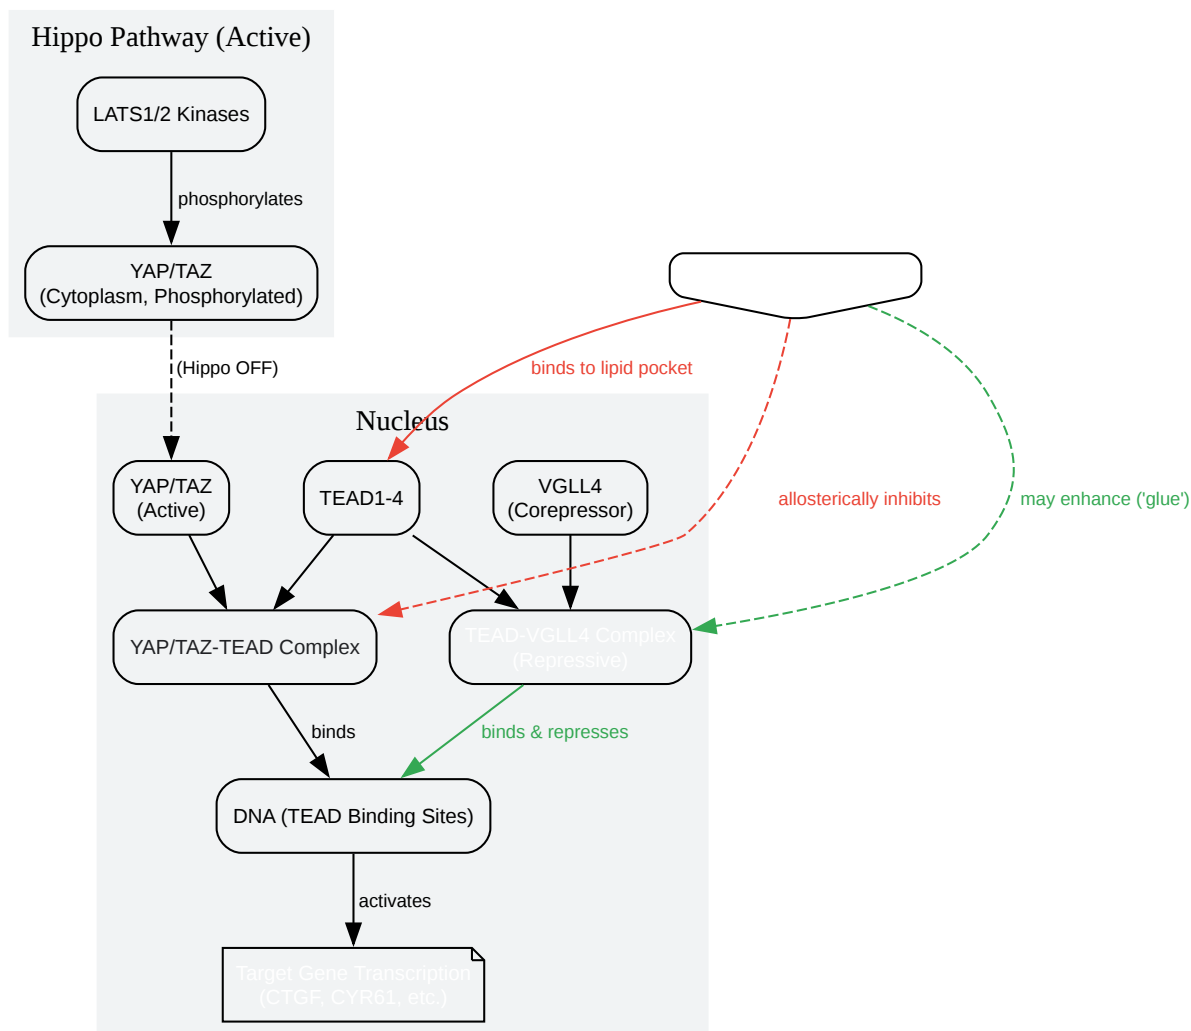 Hippo Pathway (Active)
LATS1/2 Kinases
phosphorylates
YAP/TAZ
(Cytoplasm, Phosphorylated)
(Hippo OFF)
binds to lipid pocket
Nucleus
YAP/TAZ
(Active)
TEAD1-4
VGLL4
(Corepressor)
allosterically inhibits
may enhance ('glue')
YAP/TAZ-TEAD Complex
TEAD-VGLL4 Complex
(Repressive)
binds
binds & represses
DNA (TEAD Binding Sites)
activates
Target Gene Transcription
(CTGF, CYR61, etc.)